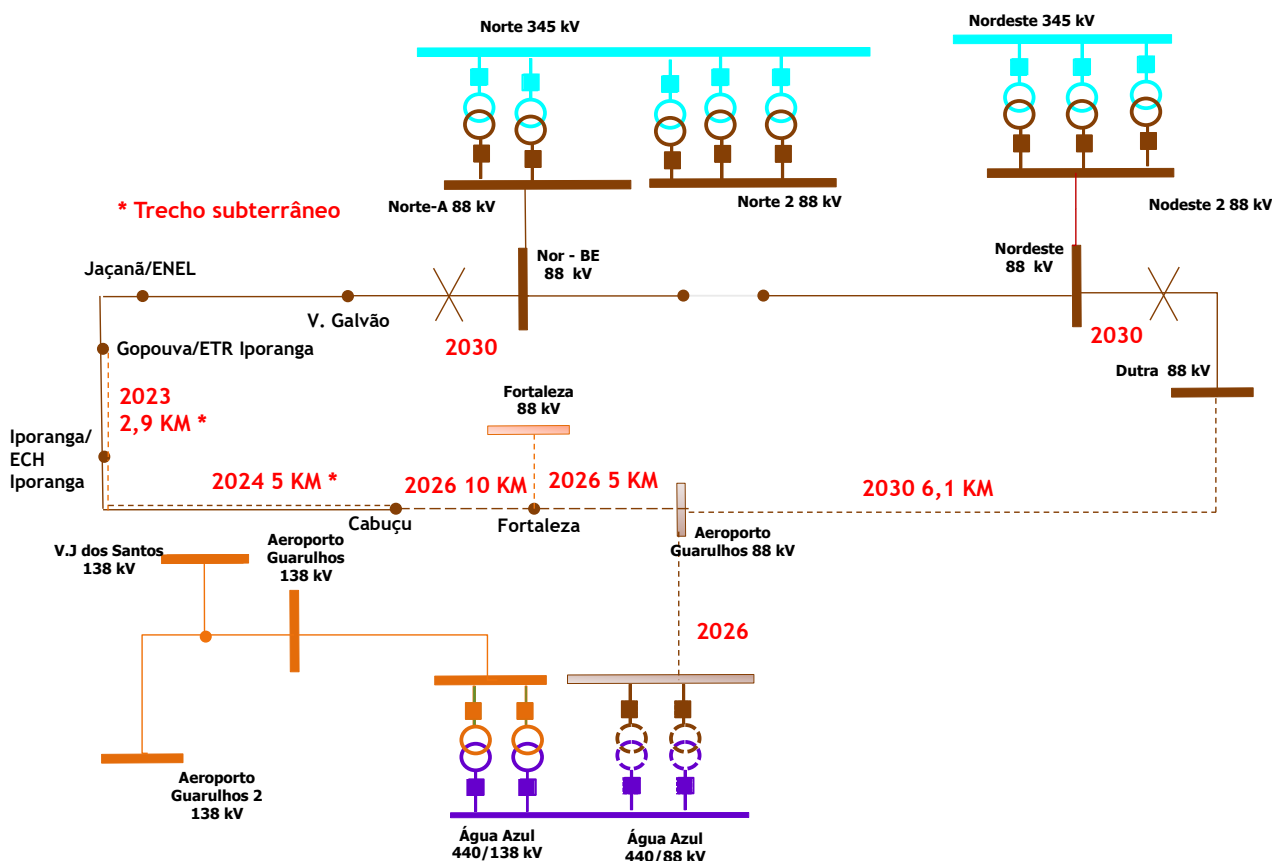 Norte 345 kV
Nordeste 345 kV
* Trecho subterrâneo
Norte-A 88 kV
Norte 2 88 kV
Nodeste 2 88 kV
Jaçanã/ENEL
Nor - BE
88 kV
Nordeste
88 kV
V. Galvão
2030
2030
Gopouva/ETR Iporanga
Dutra 88 kV
2023
2,9 KM *
Fortaleza
88 kV
Iporanga/
ECH
Iporanga
2024 5 KM *
2026 10 KM
2026 5 KM
2030 6,1 KM
Cabuçu
Fortaleza
Aeroporto
Guarulhos 88 kV
V.J dos Santos
138 kV
Aeroporto
Guarulhos
138 kV
2026
Aeroporto
Guarulhos 2
138 kV
Água Azul
440/138 kV
Água Azul
440/88 kV